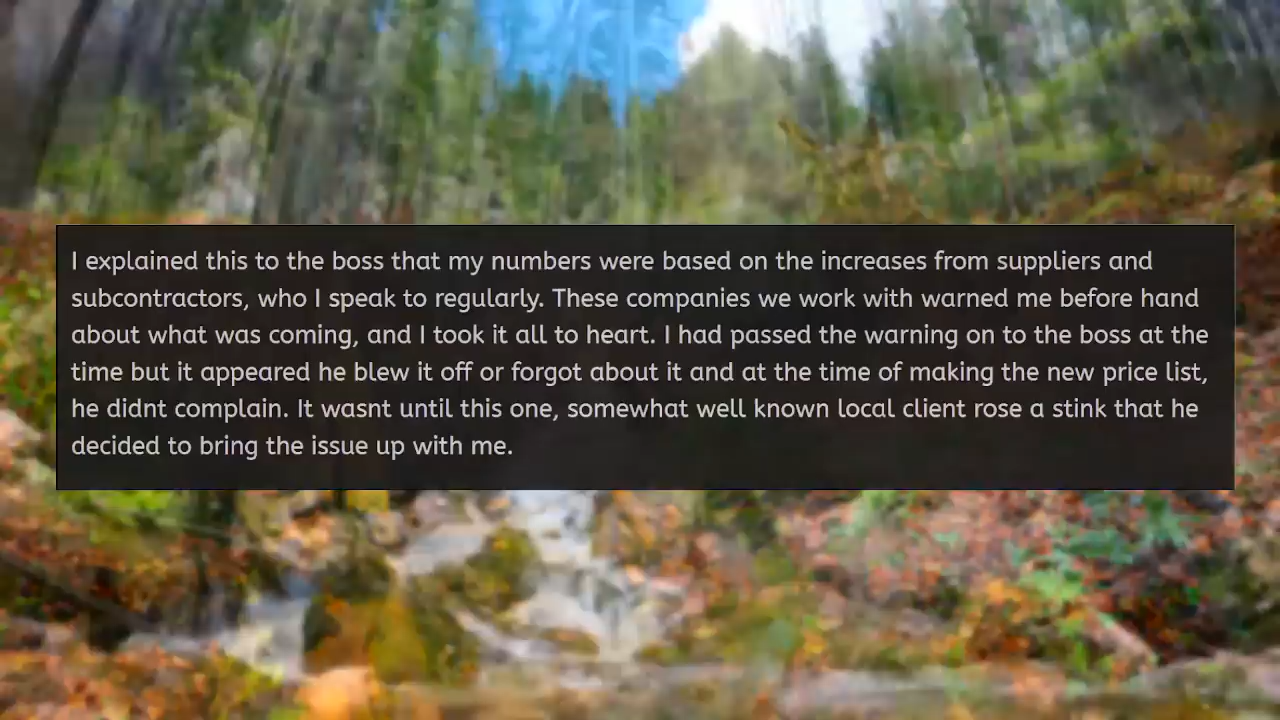 I explained this to the boss that my numbers were based on the increases from suppliers and
subcontractors, who I speak to regularly. These companies we work with warned me before hand
about what was coming, and I took it all to heart. I had passed the warning on to the boss at the
time but it appeared he blew it off or forgot about it and at the time of making the new price list,
he didnt complain. It wasnt until this one, somewhat well known local client rose a stink that he
decided to bring the issue up with me.